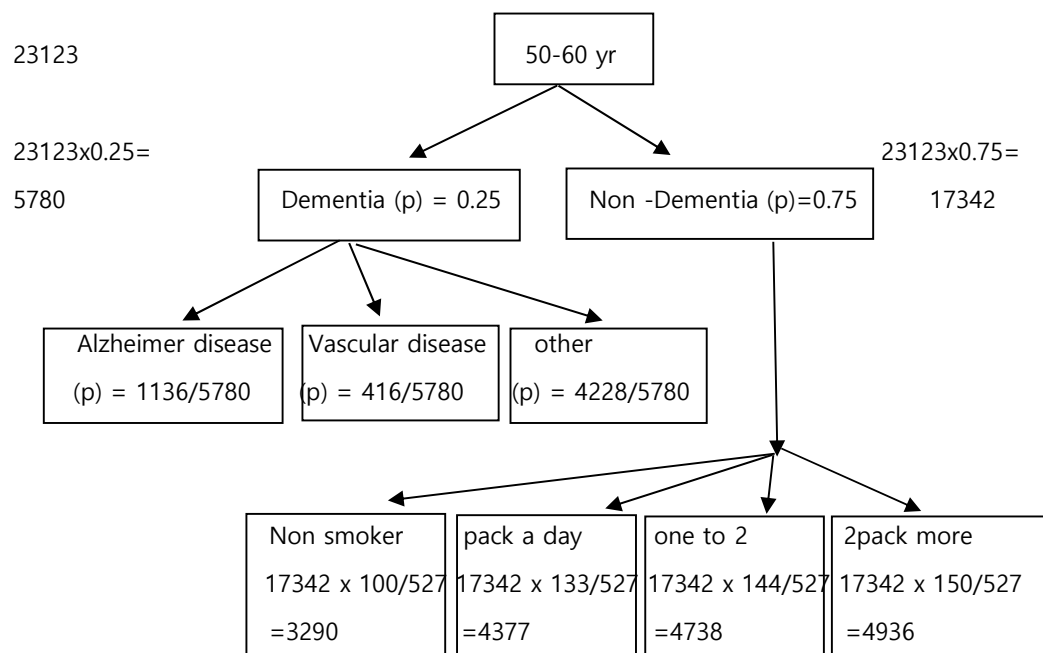 23123
50-60 yr
23123x0.25=
5780
23123x0.75=
17342
Dementia (p) = 0.25
Non -Dementia (p)=0.75
Alzheimer disease
(p) = 1136/5780
Vascular disease
(p) = 416/5780
other
(p) = 4228/5780
Non smoker
17342 x 100/527
=3290
pack a day
17342 x 133/527
=4377
one to 2
17342 x 144/527
=4738
2pack more
17342 x 150/527
=4936